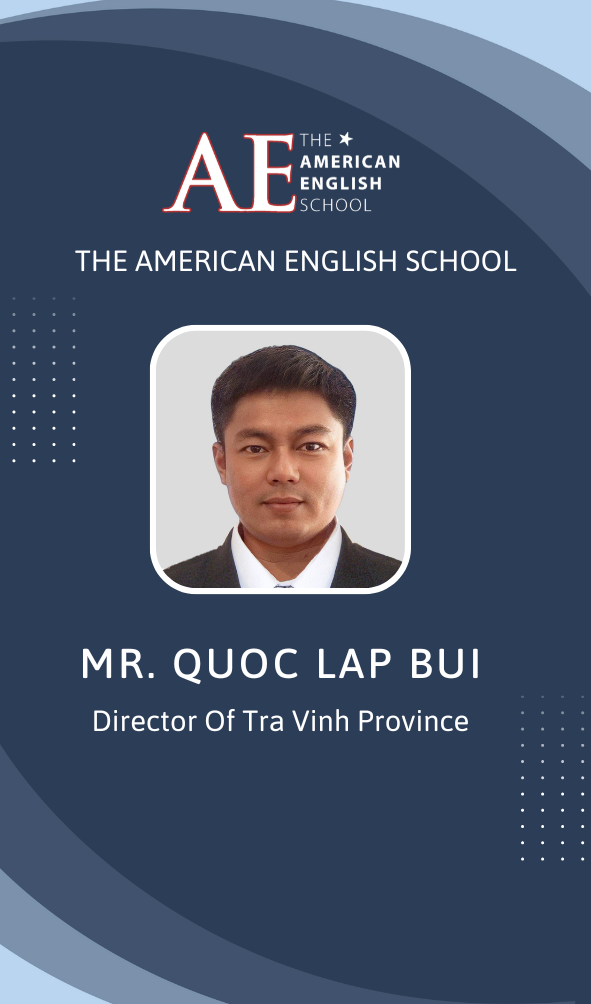 AE
THE
AMERICAN
ENGLISH
SCHOOL
THE AMERICAN ENGLISH SCHOOL
MR. QUOC LAP BUI
Director Of Tra Vinh Province